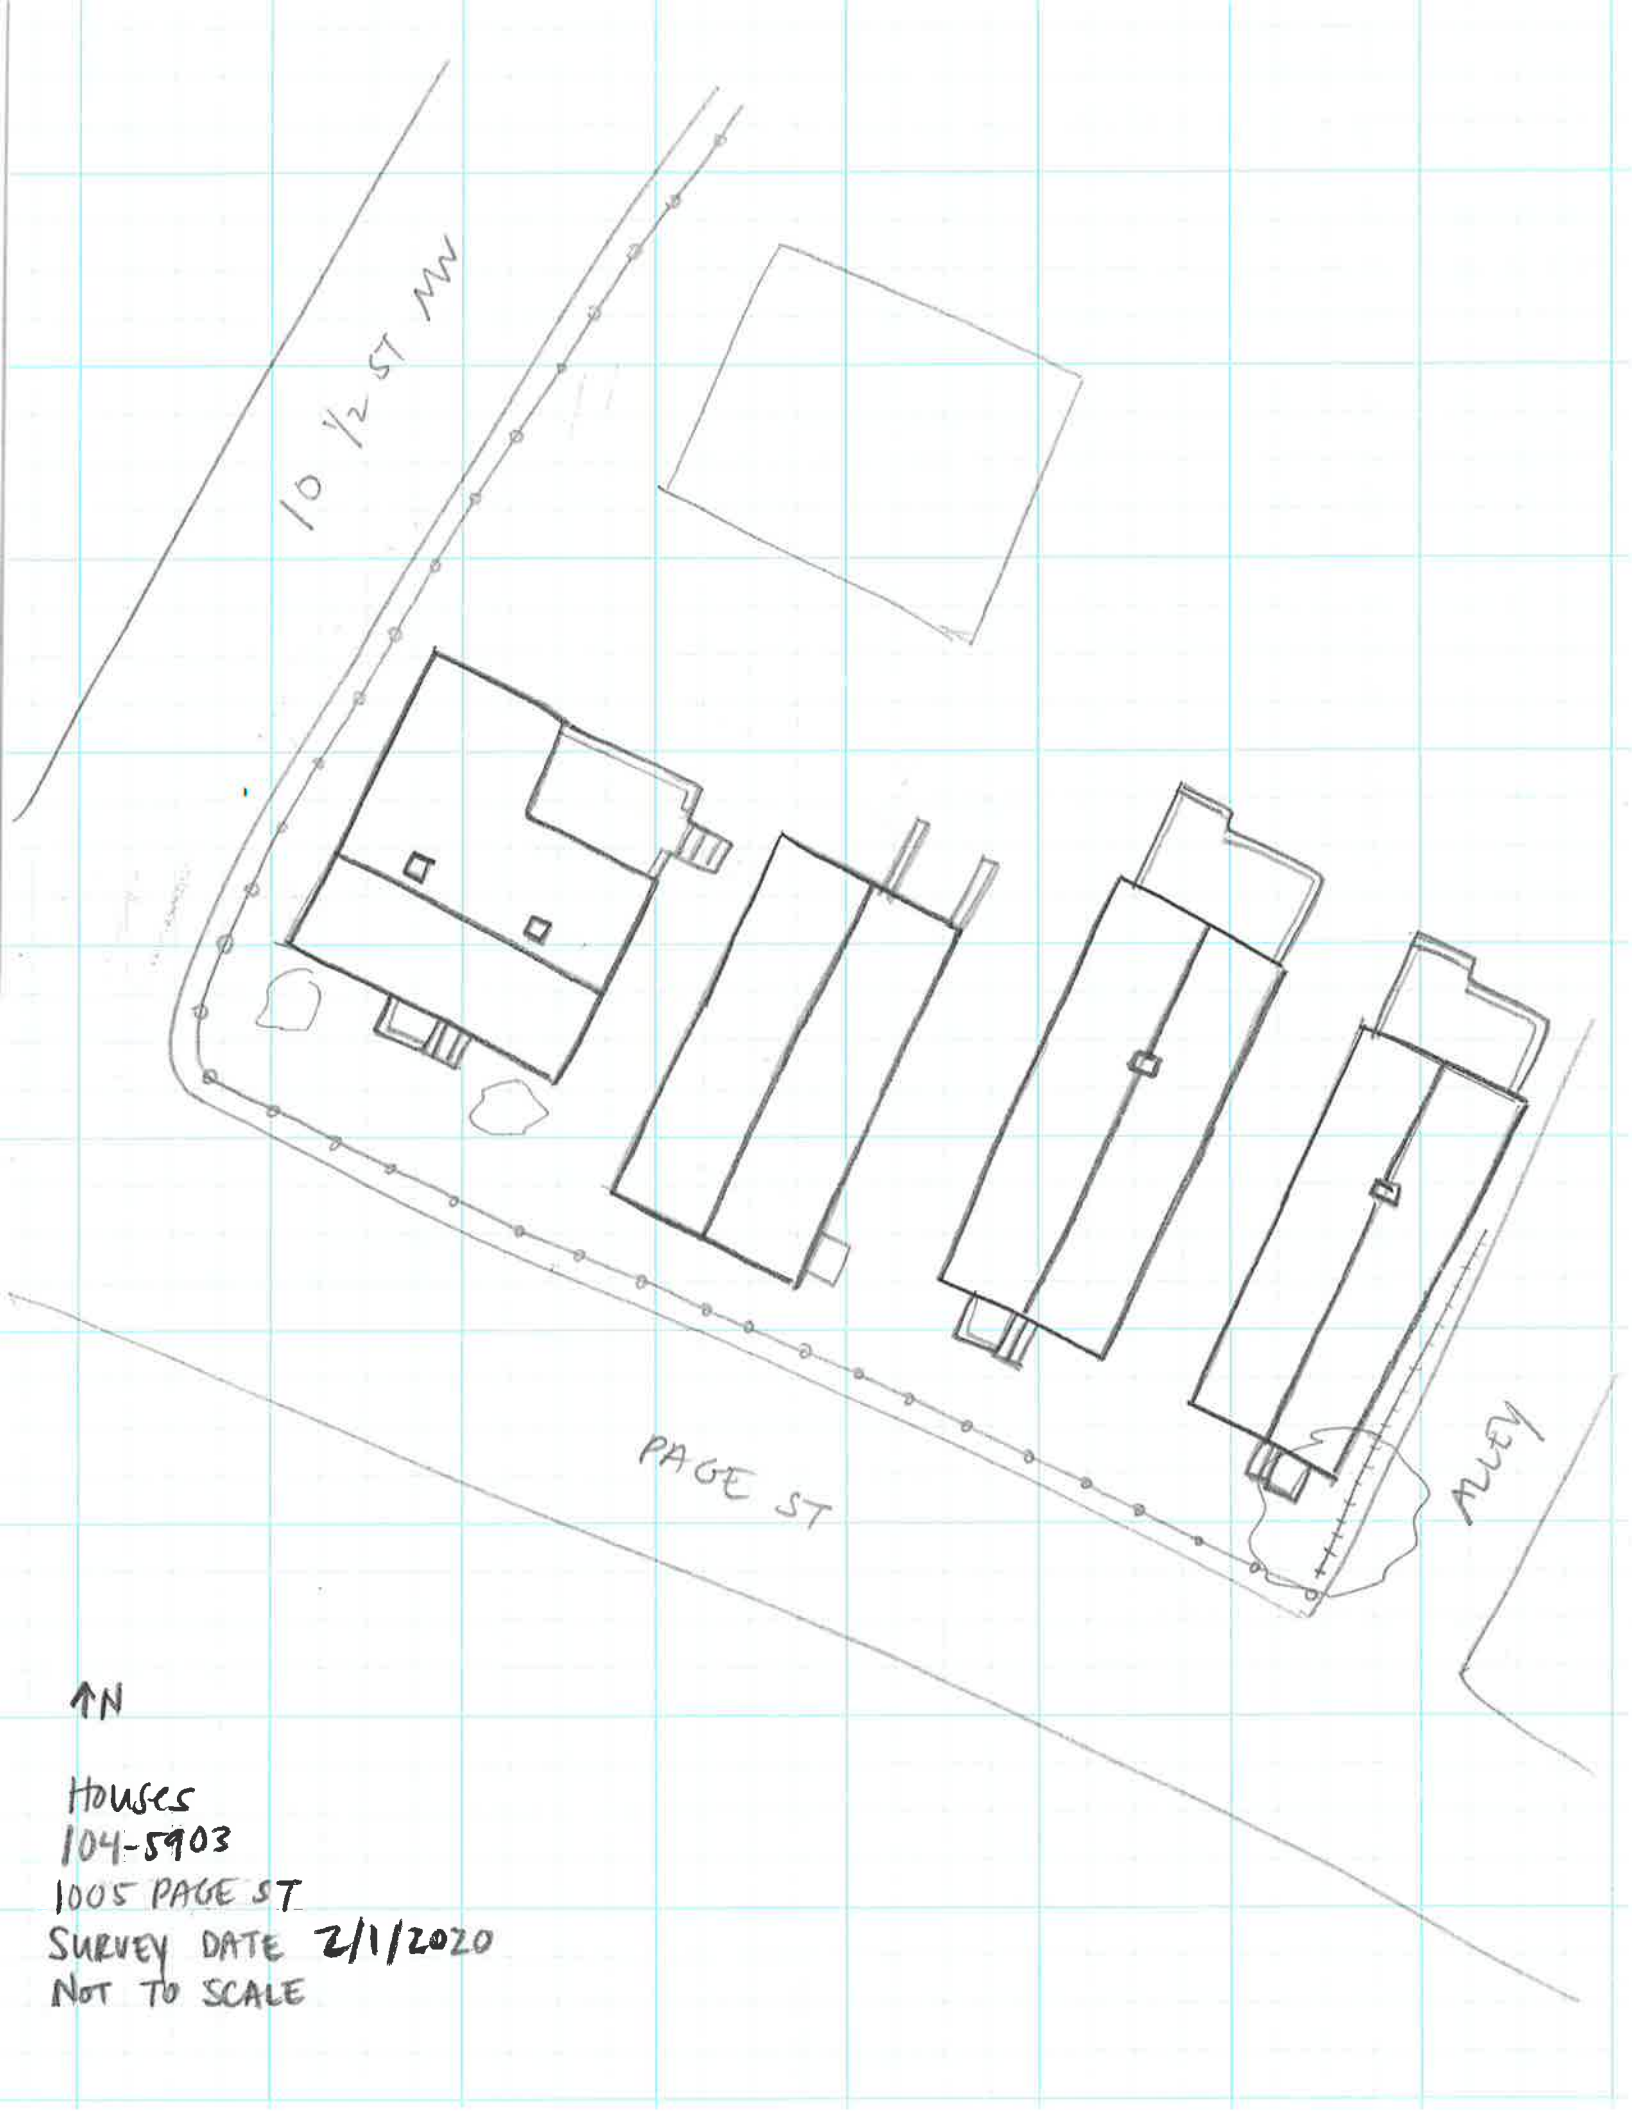 10 1/2 ST NW
PAGE ST
ALLEY
↑N
Houses
104-5903
1005 PAGE ST
SURVEY DATE 2/1/2020
NOT TO SCALE